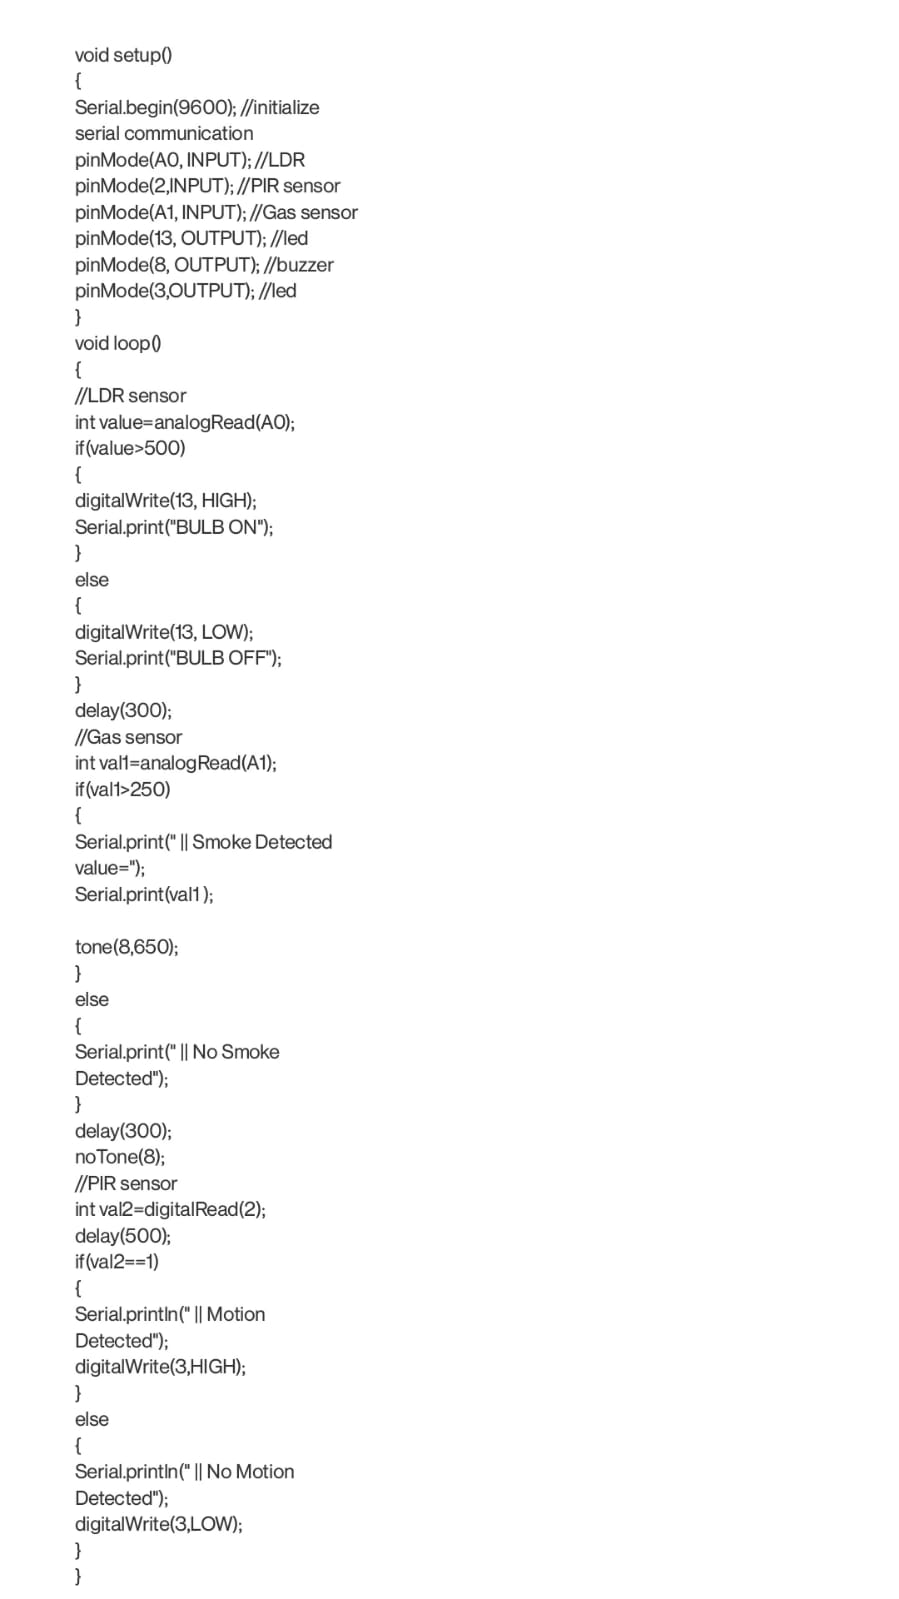 void setup()
{
Serial.begin(9600); //initialize
serial communication
pinMode(A0, INPUT); //LDR
pinMode(2,INPUT); //PIR sensor
pinMode(A1, INPUT); //Gas sensor
pinMode(13, OUTPUT); //led
pinMode(8, OUTPUT); //buzzer
pinMode(3,OUTPUT); //led
}
void loop()
{
//LDR sensor
int value=analogRead(A0);
if(value>500)
{
digitalWrite(13, HIGH);
Serial.print("BULB ON");
}
else
{
digitalWrite(13, LOW);
Serial.print("BULB OFF");
}
delay(300);
//Gas sensor
int val1=analogRead(A1);
if(val1>250)
{
Serial.print(" || Smoke Detected
value=");
Serial.print(val1 );
tone(8,650);
}
else
{
Serial.print(" || No Smoke
Detected");
}
delay(300);
noTone(8);
//PIR sensor
int val2=digitalRead(2);
delay(500);
if(val2==1)
{
Serial.println(" || Motion
Detected");
digitalWrite(3,HIGH);
}
else
{
Serial.println(" || No Motion
Detected");
digitalWrite(3,LOW);
}
}